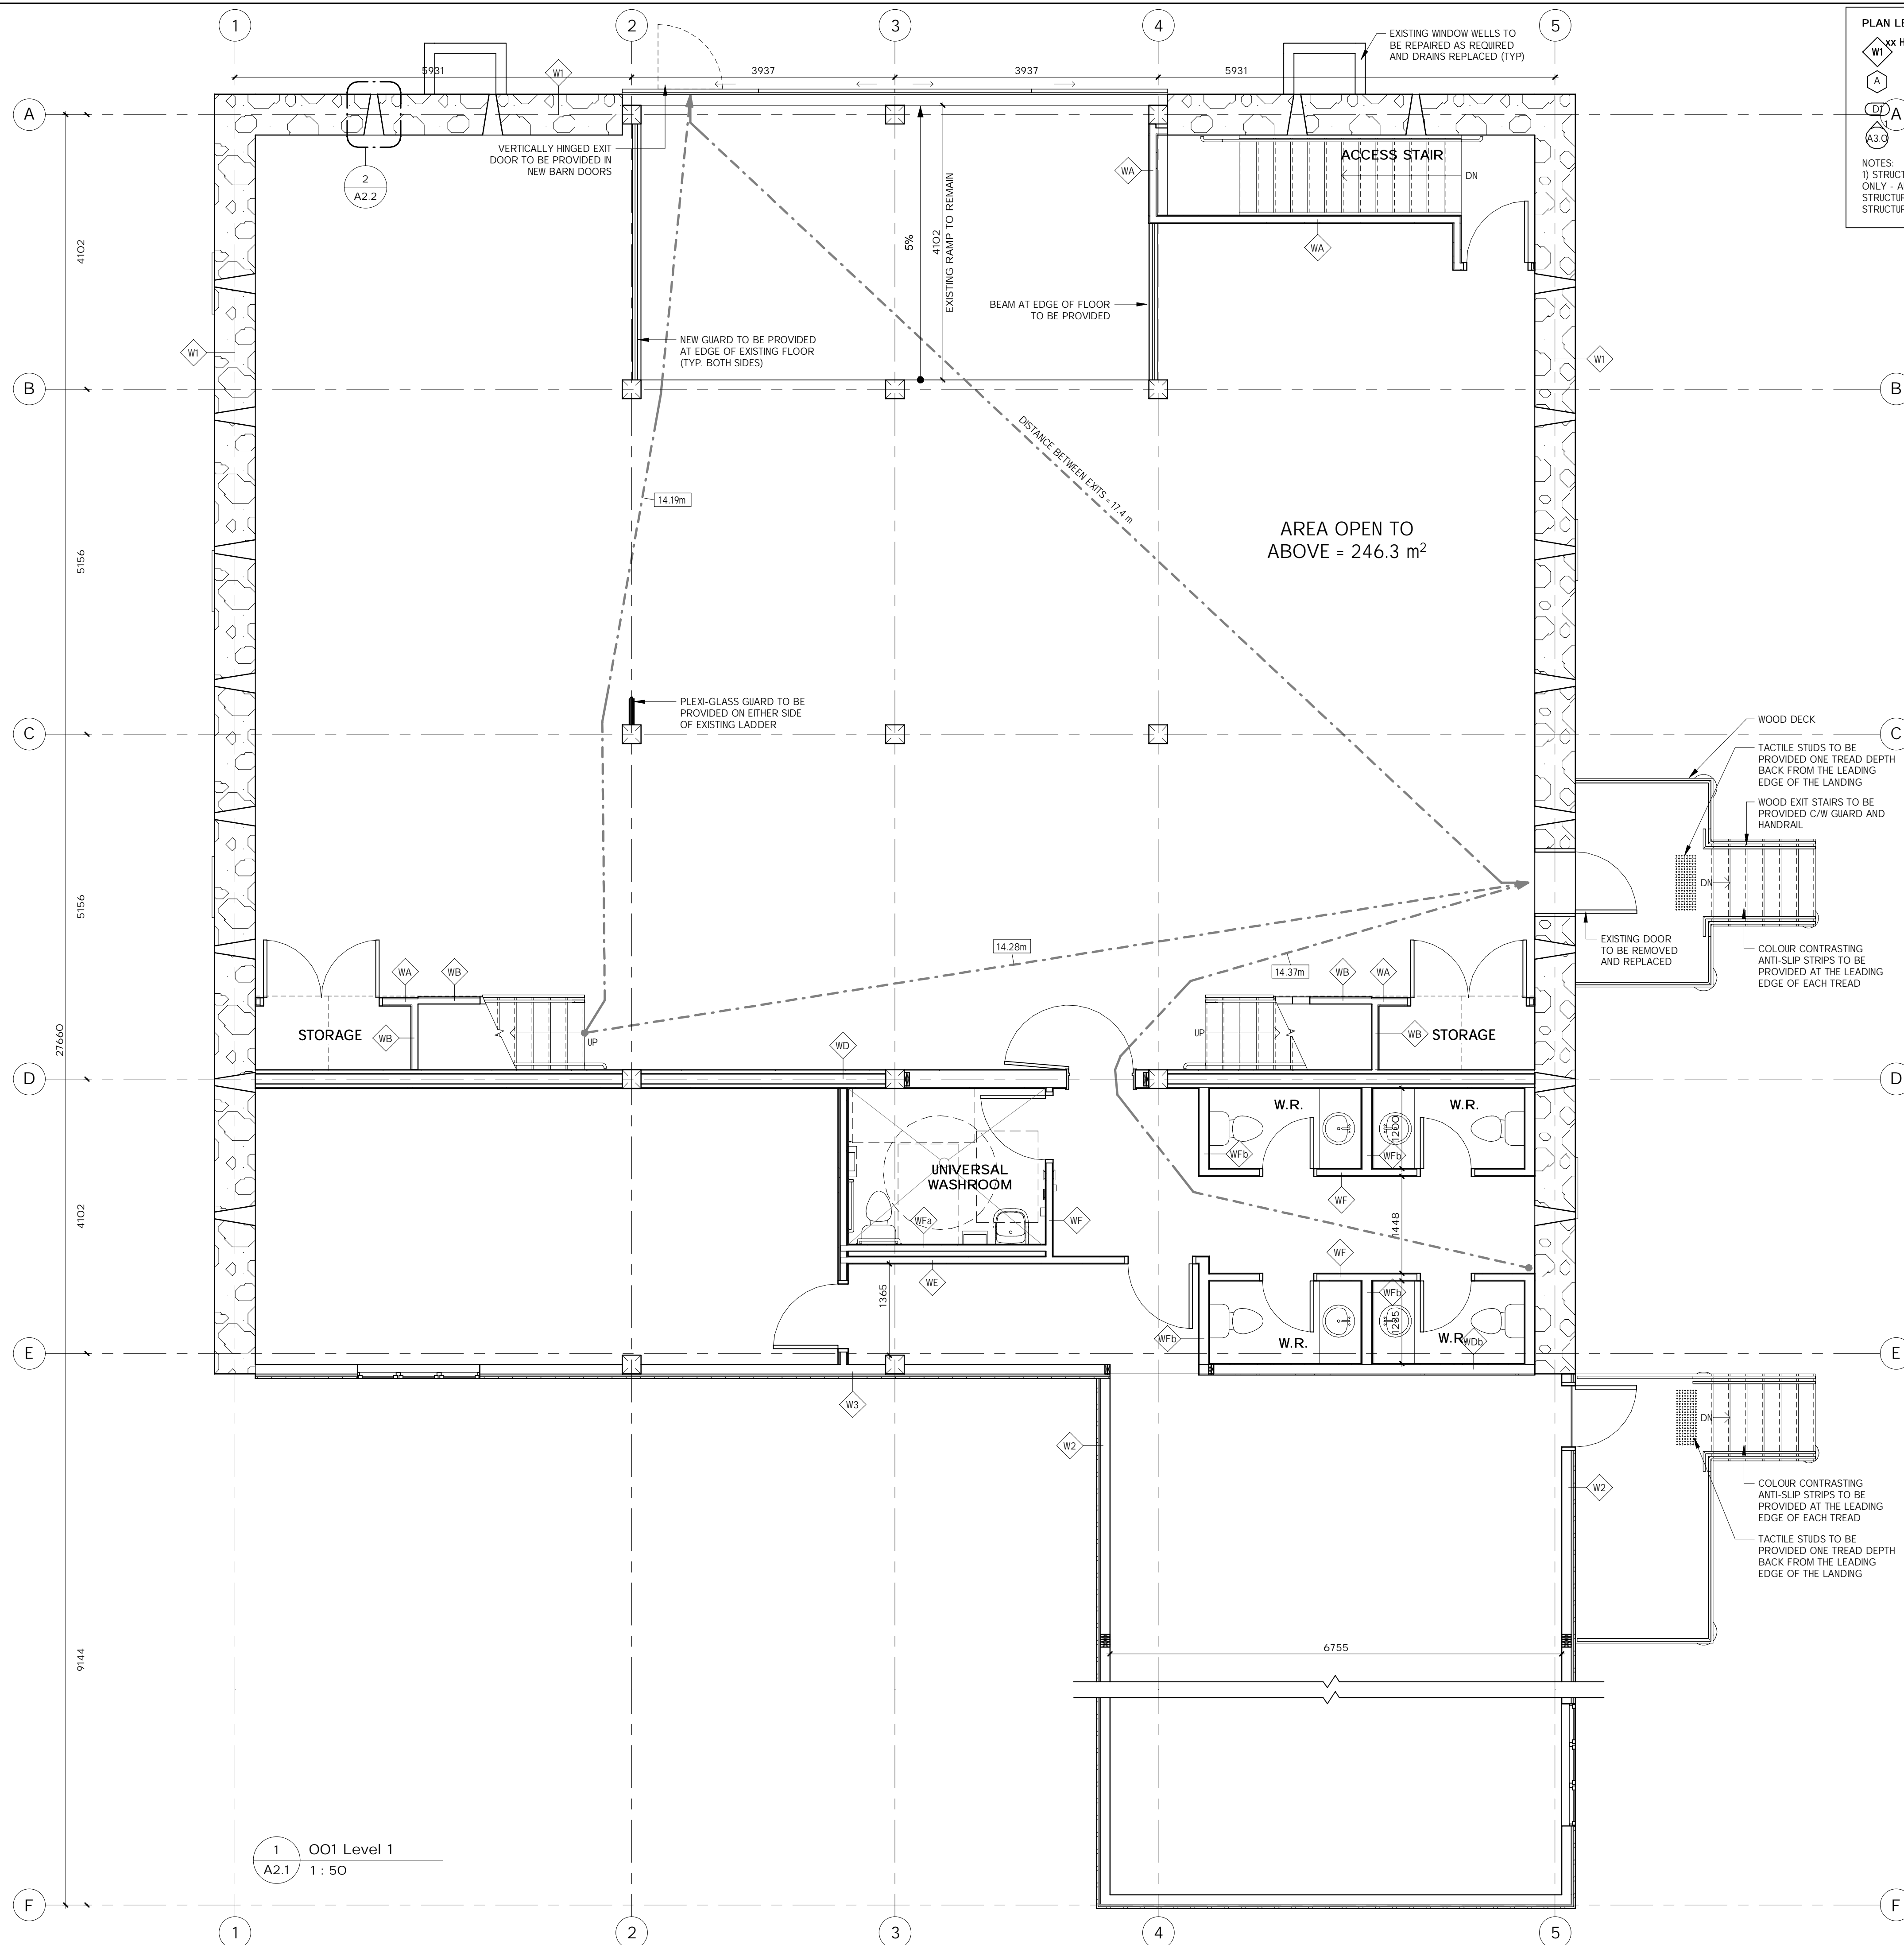 1
2
3
4
5
5931
3937
3937
5931
W1
EXISTING WINDOW WELLS TO
BE REPAIRED AS REQUIRED
AND DRAINS REPLACED (TYP)
PLAN LE
W1
xx H
A
D1
1
A3.0
NOTES:
1) STRUCT
ONLY - A
STRUCTUR
STRUCTUR
A
A
VERTICALLY HINGED EXIT
DOOR TO BE PROVIDED IN
NEW BARN DOORS
2
A2.2
WA
ACCESS STAIR
DN
WA
4102
5%
4102
EXISTING RAMP TO REMAIN
BEAM AT EDGE OF FLOOR
TO BE PROVIDED
NEW GUARD TO BE PROVIDED
AT EDGE OF EXISTING FLOOR
(TYP. BOTH SIDES)
W1
W1
B
B
DISTANCE BETWEEN EXITS = 17.4 m
14.19m
AREA OPEN TO
ABOVE = 246.3 m²
5156
PLEXI-GLASS GUARD TO BE
PROVIDED ON EITHER SIDE
OF EXISTING LADDER
C
C
WOOD DECK
TACTILE STUDS TO BE
PROVIDED ONE TREAD DEPTH
BACK FROM THE LEADING
EDGE OF THE LANDING
WOOD EXIT STAIRS TO BE
PROVIDED C/W GUARD AND
HANDRAIL
DN
5156
EXISTING DOOR
TO BE REMOVED
AND REPLACED
COLOUR CONTRASTING
ANTI-SLIP STRIPS TO BE
PROVIDED AT THE LEADING
EDGE OF EACH TREAD
14.28m
14.37m
WA
WB
WB
WA
STORAGE
WB
UP
UP
WB
STORAGE
27660
WD
D
D
W.R.
W.R.
1200
WFb
WFb
UNIVERSAL
WASHROOM
WFa
WF
WF
4102
1448
WF
WE
1365
WFb
1235
WFb
W.R.
W.R.
WDb
E
E
W3
W2
DN
W2
COLOUR CONTRASTING
ANTI-SLIP STRIPS TO BE
PROVIDED AT THE LEADING
EDGE OF EACH TREAD
TACTILE STUDS TO BE
PROVIDED ONE TREAD DEPTH
BACK FROM THE LEADING
EDGE OF THE LANDING
9144
6755
1
A2.1
001 Level 1
1 : 50
F
F
1
2
3
4
5